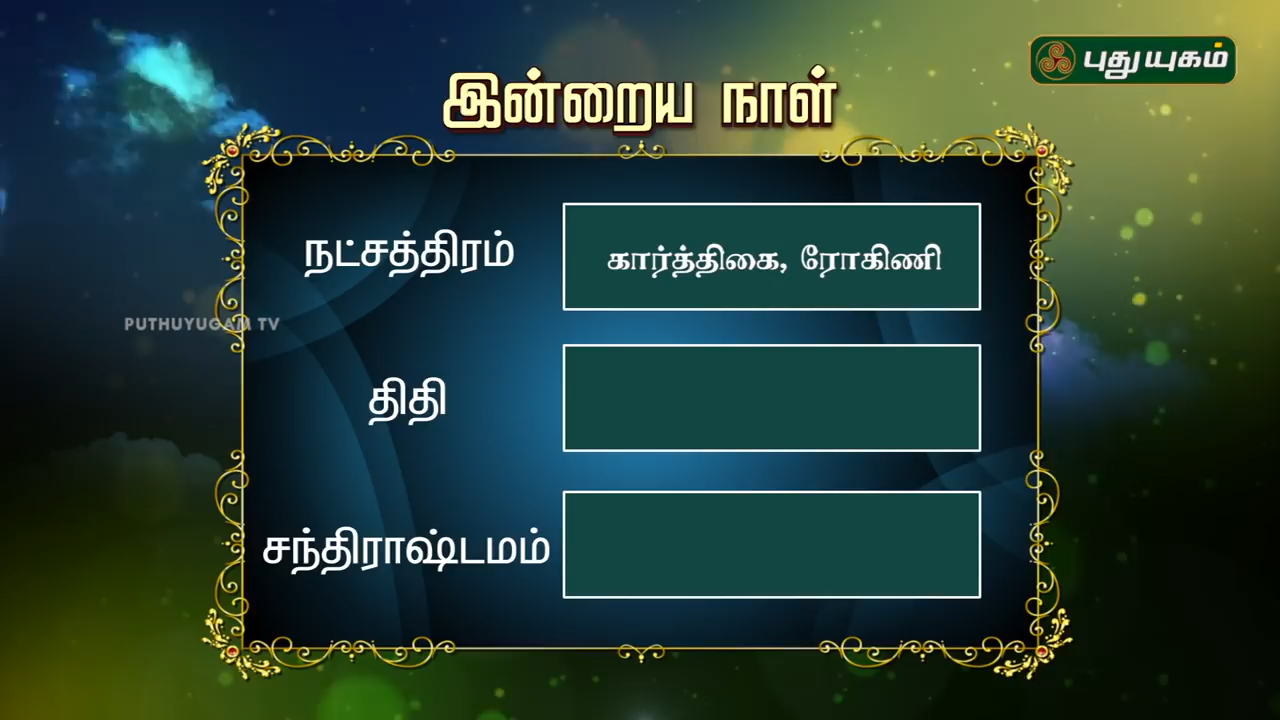 புதுயுகம்
இன்றைய நாள்
நட்சத்திரம்
கார்த்திகை, ரோகிணி
PUTHUYUGAM TV
திதி
சந்திராஷ்டமம்